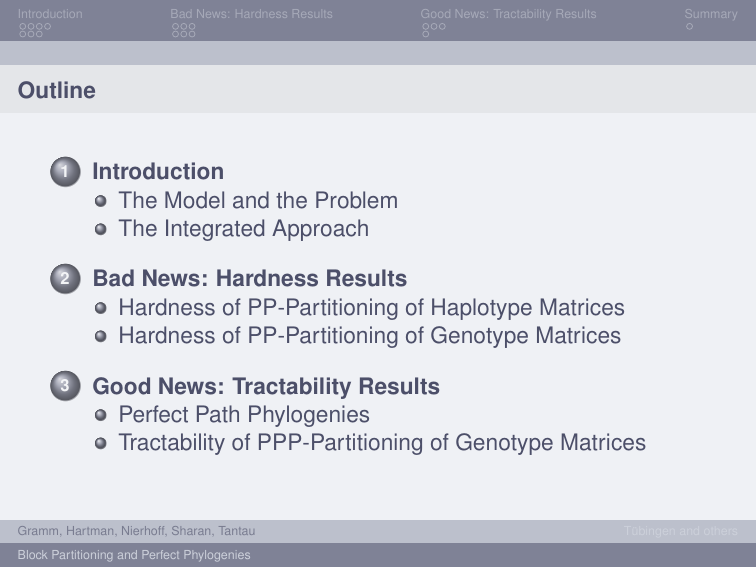 Introduction Bad News: Hardness Results Good News: Tractability Results Summary
Outline
1 Introduction
The Model and the Problem
The Integrated Approach
2 Bad News: Hardness Results
Hardness of PP-Partitioning of Haplotype Matrices
Hardness of PP-Partitioning of Genotype Matrices
3 Good News: Tractability Results
Perfect Path Phylogenies
Tractability of PPP-Partitioning of Genotype Matrices
Gramm, Hartman, Nierhoff, Sharan, Tantau Tübingen and others
Block Partitioning and Perfect Phylogenies